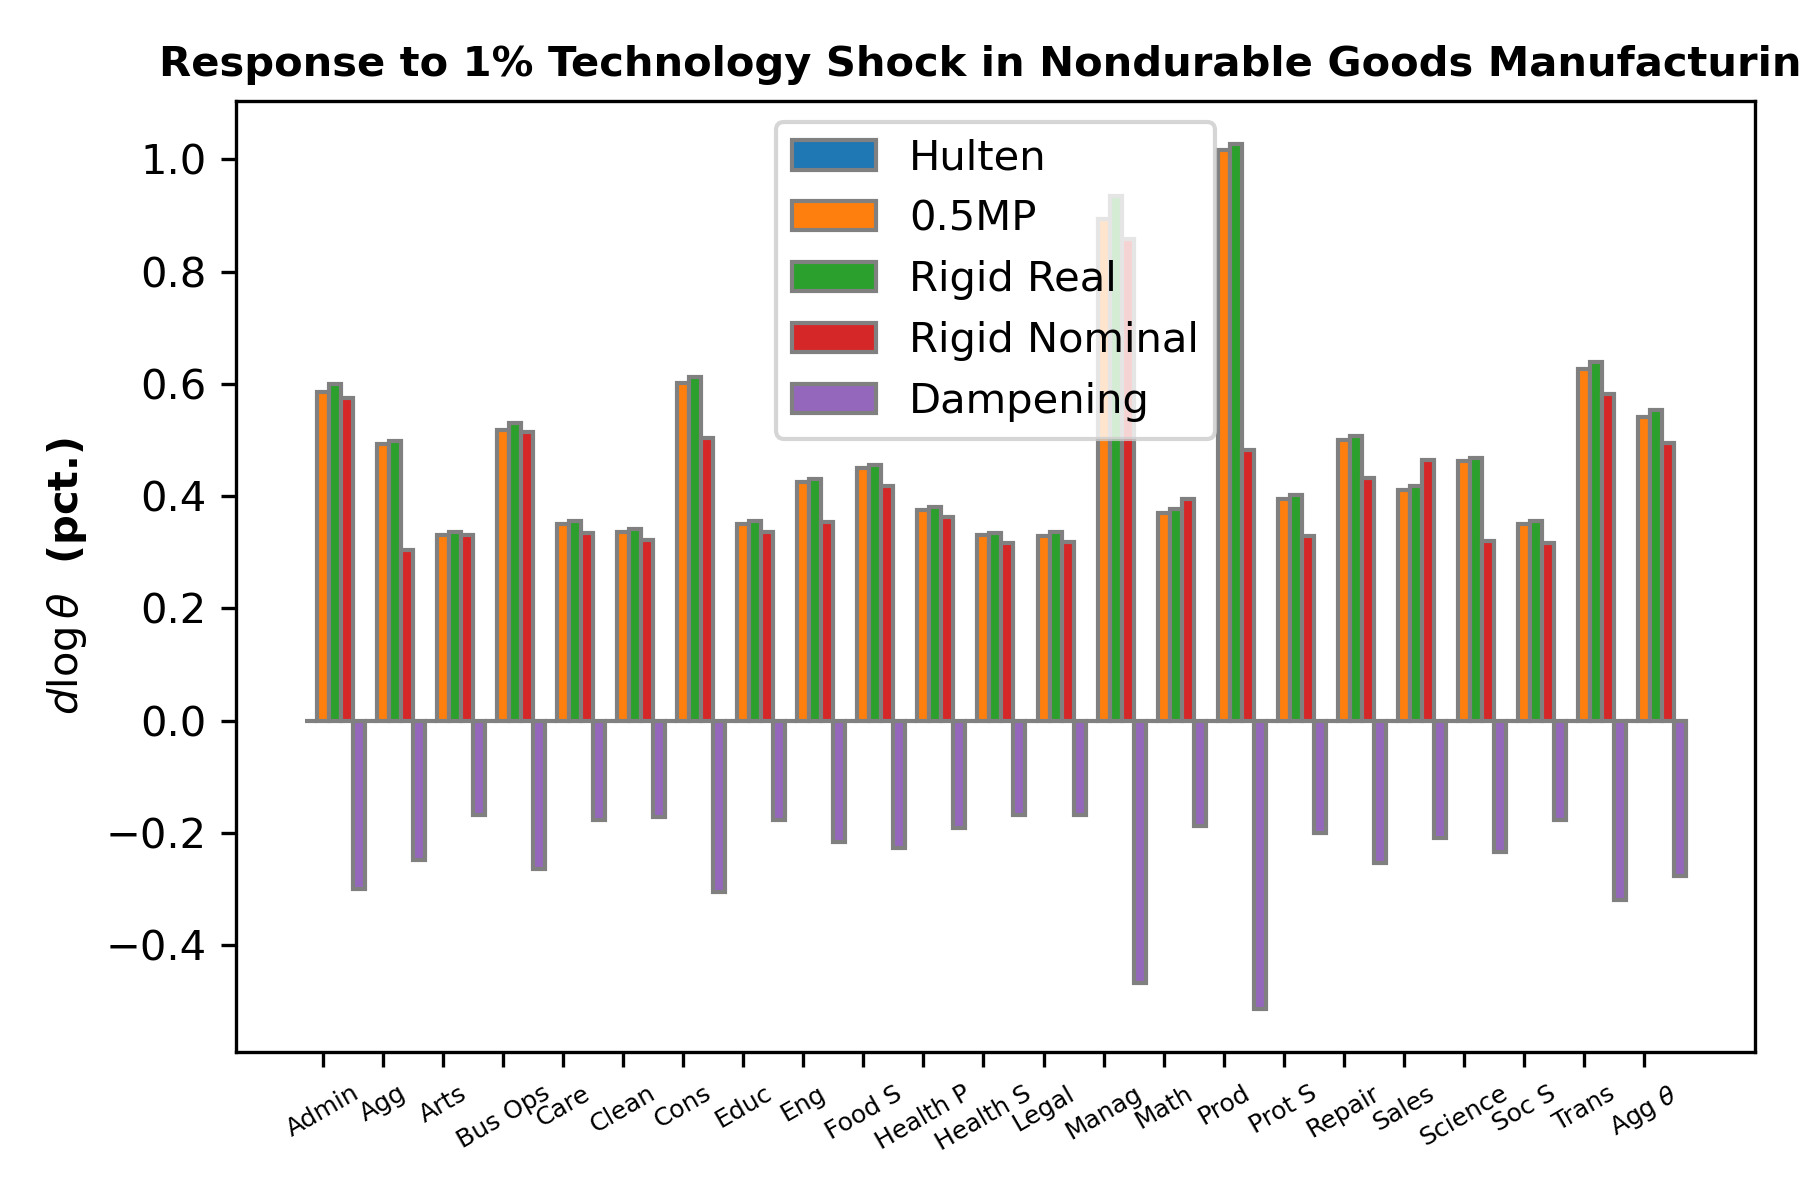 Response to 1% Technology Shock in Nondurable Goods Manufacturin
dlog θ (pct.)
1.0
0.8
0.6
0.4
0.2
0.0
−0.2
−0.4
Hulten
0.5MP
Rigid Real
Rigid Nominal
Dampening
Admin
Agg
Arts
Bus Ops
Care
Clean
Cons
Educ
Eng
Food S
Health P
Health S
Legal
Manag
Math
Prod
Prot S
Repair
Sales
Science
Soc S
Trans
Agg θ